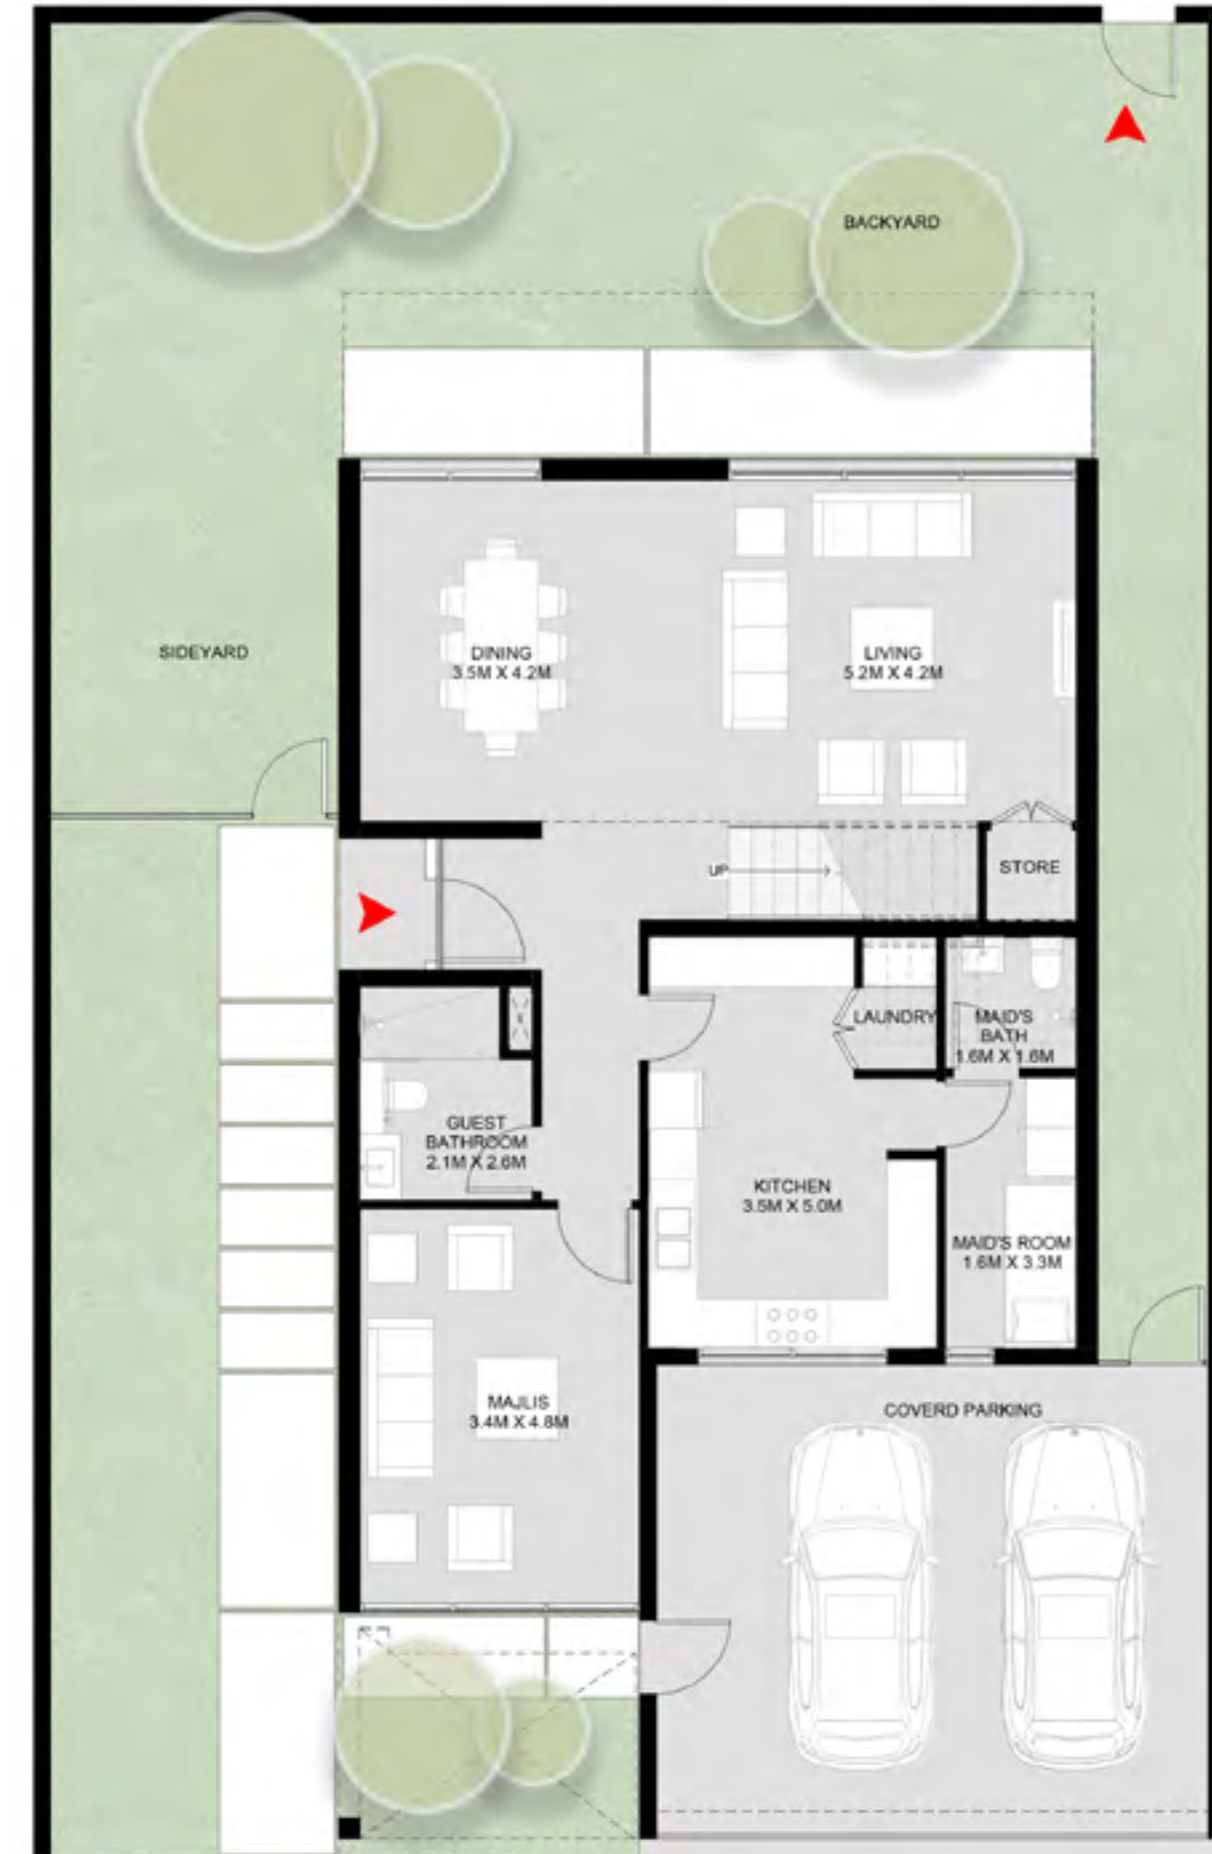 BACKYARD
SIDEYARD
DINING
3.5M X 4.2M
LIVING
5.2M X 4.2M
UP
STORE
LAUNDRY
MAID'S
BATH
1.6M X 1.6M
GUEST
BATHROOM
2.1M X 2.6M
KITCHEN
3.5M X 5.0M
MAID'S ROOM
1.6M X 3.3M
MAJLIS
3.4M X 4.8M
COVERD PARKING